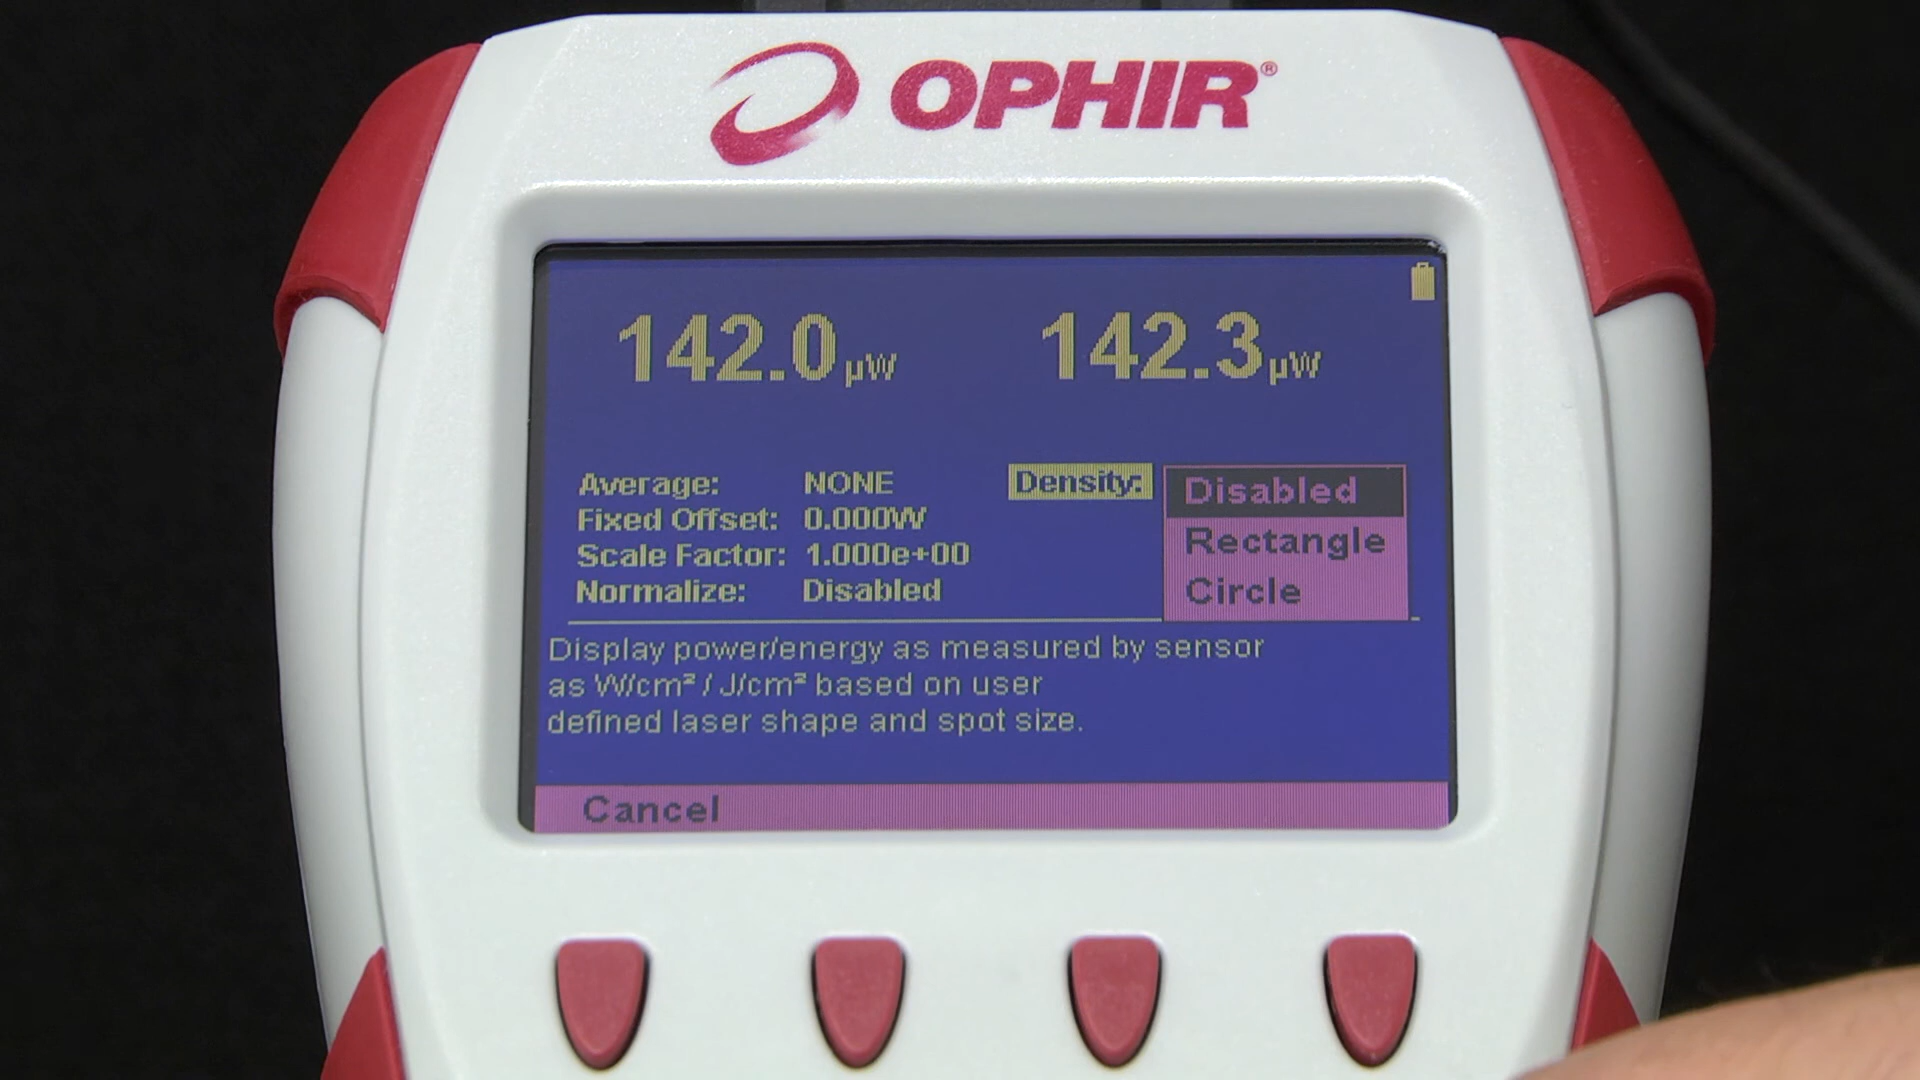 OPHIR®
142.0 µW 142.3 µW
Average: NONE Density: Disabled
Fixed Offset: 0.000W Rectangle
Scale Factor: 1.000e+00 Circle
Normalize: Disabled
Display power/energy as measured by sensor
as W/cm² / J/cm² based on user
defined laser shape and spot size.
Cancel